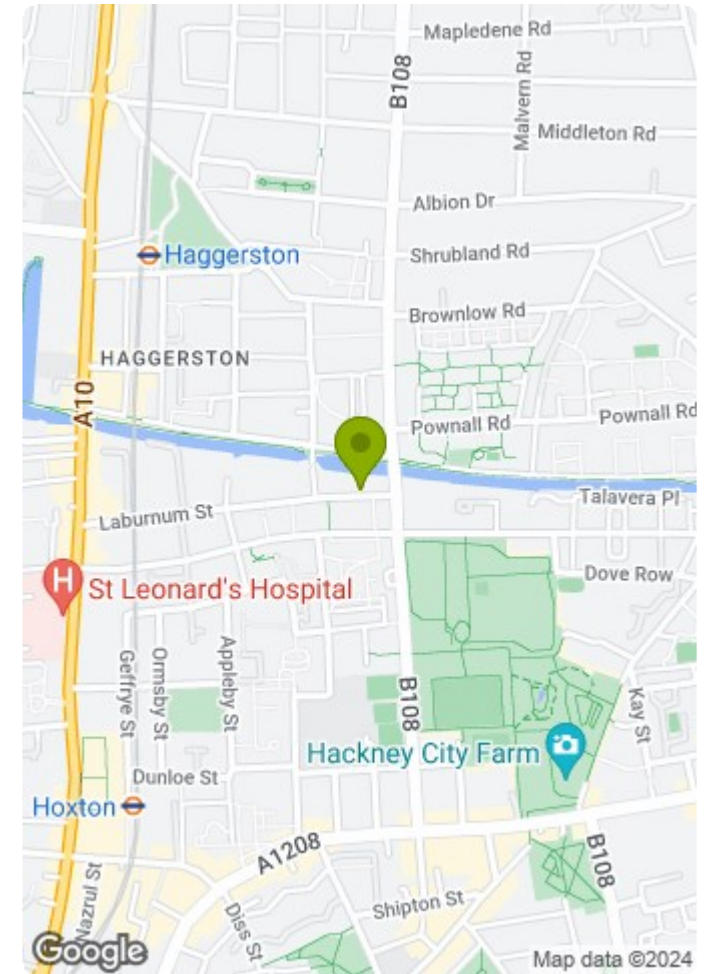 Mapledene Rd
B108
Malvern Rd
Middleton Rd
Albion Dr
Haggerston
Shrubland Rd
Brownlow Rd
HAGGERSTON
A10
Pownall Rd
Pownall Rd
Talavera Pl
Laburnum St
H
St Leonard's Hospital
Dove Row
Geffrye St
Ormsby St
Appleby St
B108
Kay St
Hackney City Farm
Dunloe St
Hoxton
A1208
B108
Nazrul St
Diss St
Shipton St
Google
Map data ©2024